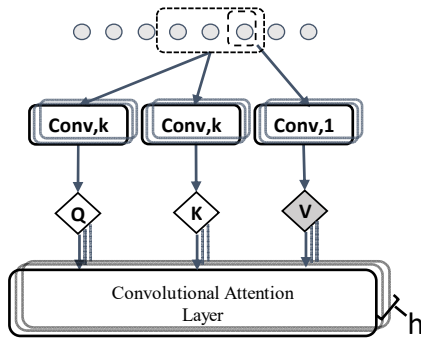 Conv,k Conv,k Conv,1
Q K V
Convolutional Attention
Layer
h